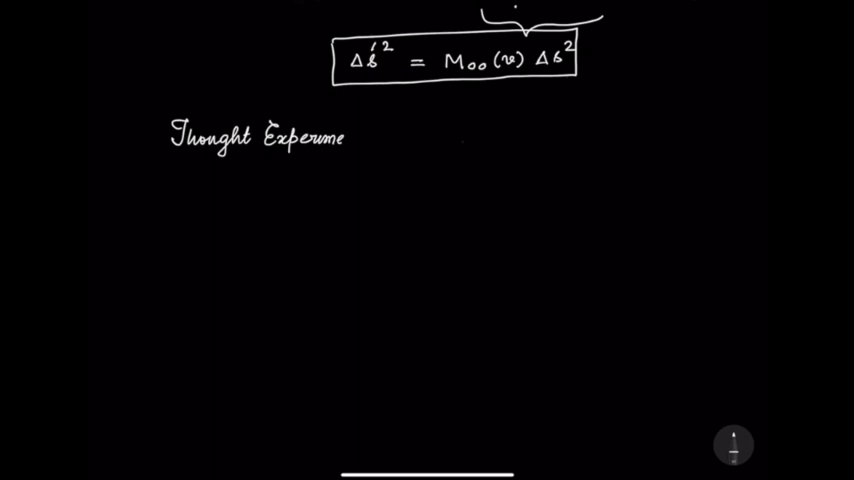 Δs'² = M₀₀(v) Δs²
Thought Experime